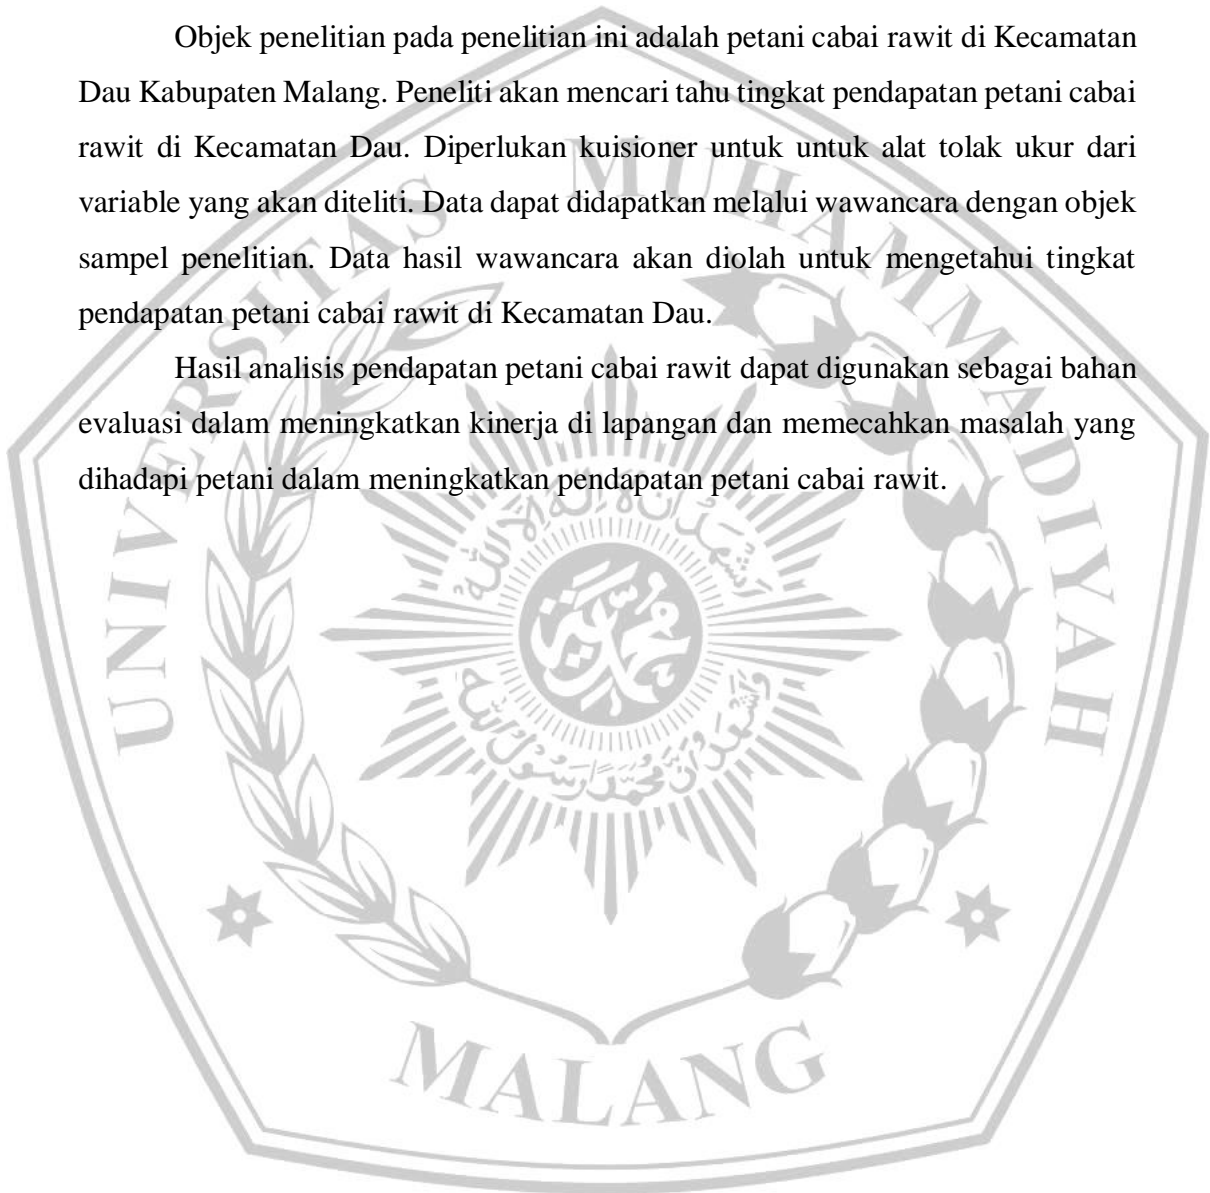 Objek penelitian pada penelitian ini adalah petani cabai rawit di Kecamatan
Dau Kabupaten Malang. Peneliti akan mencari tahu tingkat pendapatan petani cabai
rawit di Kecamatan Dau. Diperlukan kuisioner untuk untuk alat tolak ukur dari
variable yang akan diteliti. Data dapat didapatkan melalui wawancara dengan objek
sampel penelitian. Data hasil wawancara akan diolah untuk mengetahui tingkat
pendapatan petani cabai rawit di Kecamatan Dau.
Hasil analisis pendapatan petani cabai rawit dapat digunakan sebagai bahan
evaluasi dalam meningkatkan kinerja di lapangan dan memecahkan masalah yang
dihadapi petani dalam meningkatkan pendapatan petani cabai rawit.
UNIVERSITAS MUHAMMADIYAH
MALANG